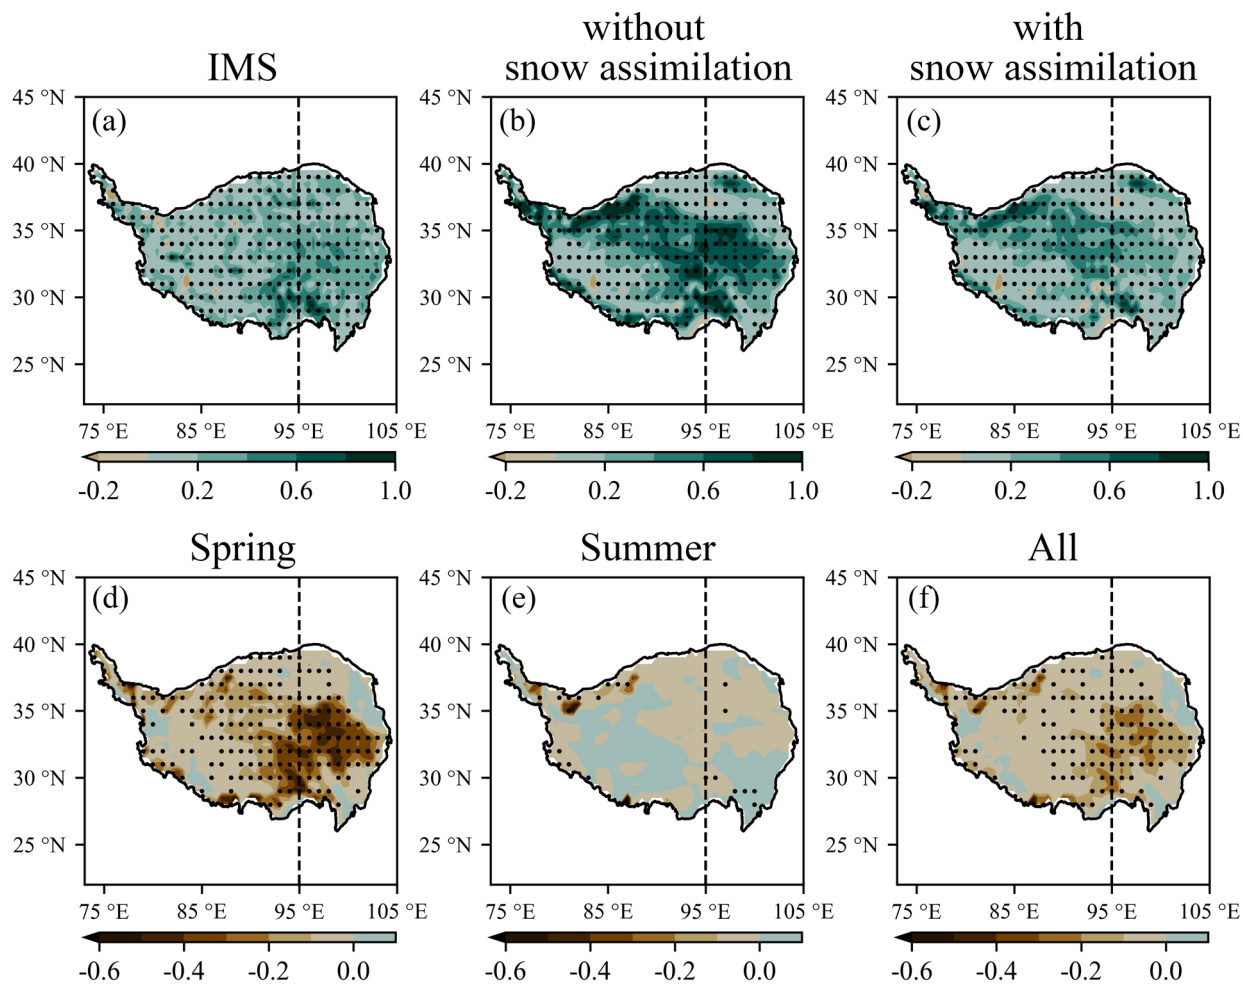 IMS
without
snow assimilation
with
snow assimilation
45 °N
40 °N
35 °N
30 °N
25 °N
(a)
75 °E 85 °E 95 °E 105 °E
-0.2 0.2 0.6 1.0
45 °N
40 °N
35 °N
30 °N
25 °N
(b)
75 °E 85 °E 95 °E 105 °E
-0.2 0.2 0.6 1.0
45 °N
40 °N
35 °N
30 °N
25 °N
(c)
75 °E 85 °E 95 °E 105 °E
-0.2 0.2 0.6 1.0
Spring
45 °N
40 °N
35 °N
30 °N
25 °N
(d)
75 °E 85 °E 95 °E 105 °E
-0.6 -0.4 -0.2 0.0
Summer
45 °N
40 °N
35 °N
30 °N
25 °N
(e)
75 °E 85 °E 95 °E 105 °E
-0.6 -0.4 -0.2 0.0
All
45 °N
40 °N
35 °N
30 °N
25 °N
(f)
75 °E 85 °E 95 °E 105 °E
-0.6 -0.4 -0.2 0.0